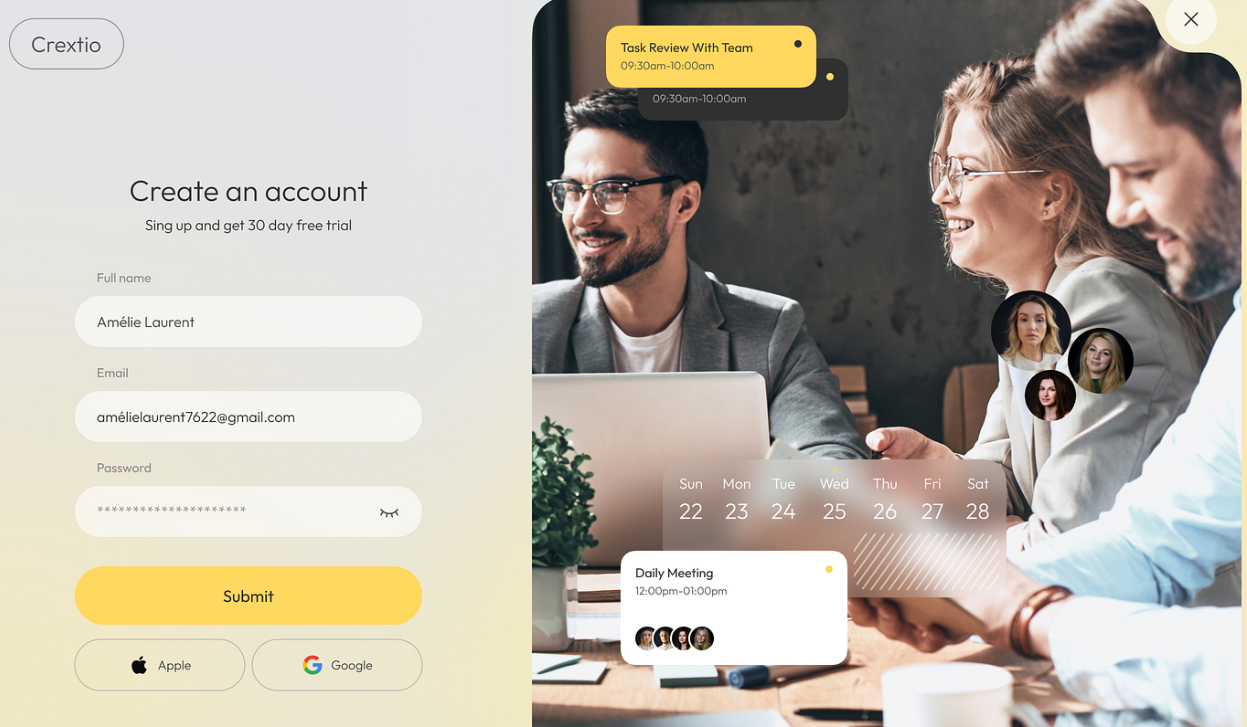 Crextio
Create an account
Sing up and get 30 day free trial
Full name
Amélie Laurent
Email
amélielaurent7622@gmail.com
Password
*********************
Submit
Apple
Google
Task Review With Team
09:30am-10:00am
09:30am-10:00am
Sun Mon Tue Wed Thu Fri Sat
22 23 24 25 26 27 28
Daily Meeting
12:00pm-01:00pm